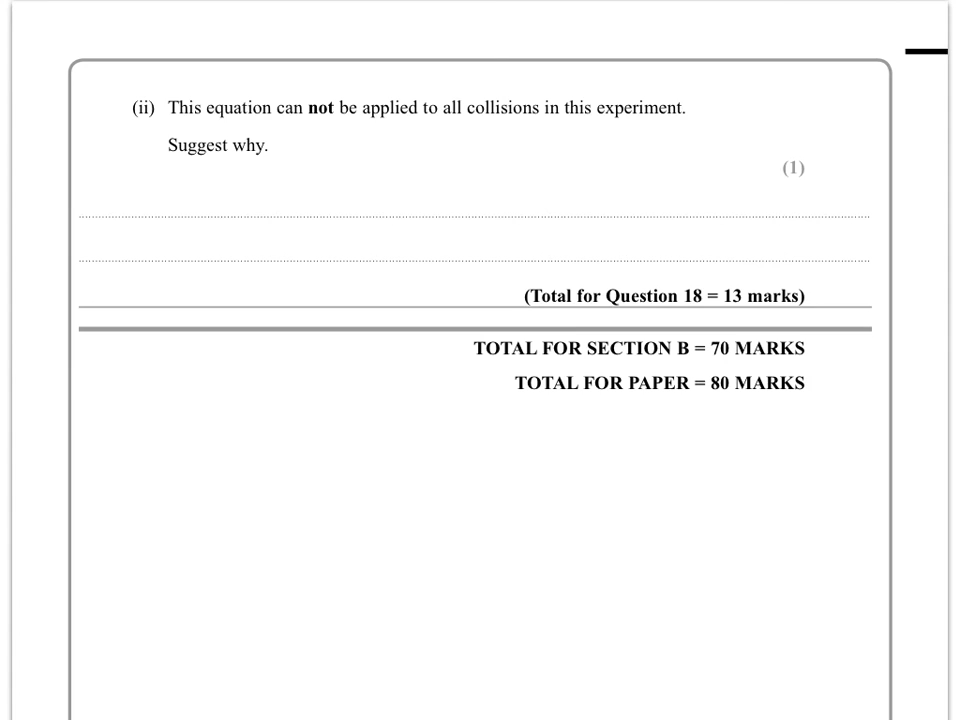 (ii) This equation can not be applied to all collisions in this experiment.
Suggest why.
(1)
(Total for Question 18 = 13 marks)
TOTAL FOR SECTION B = 70 MARKS
TOTAL FOR PAPER = 80 MARKS